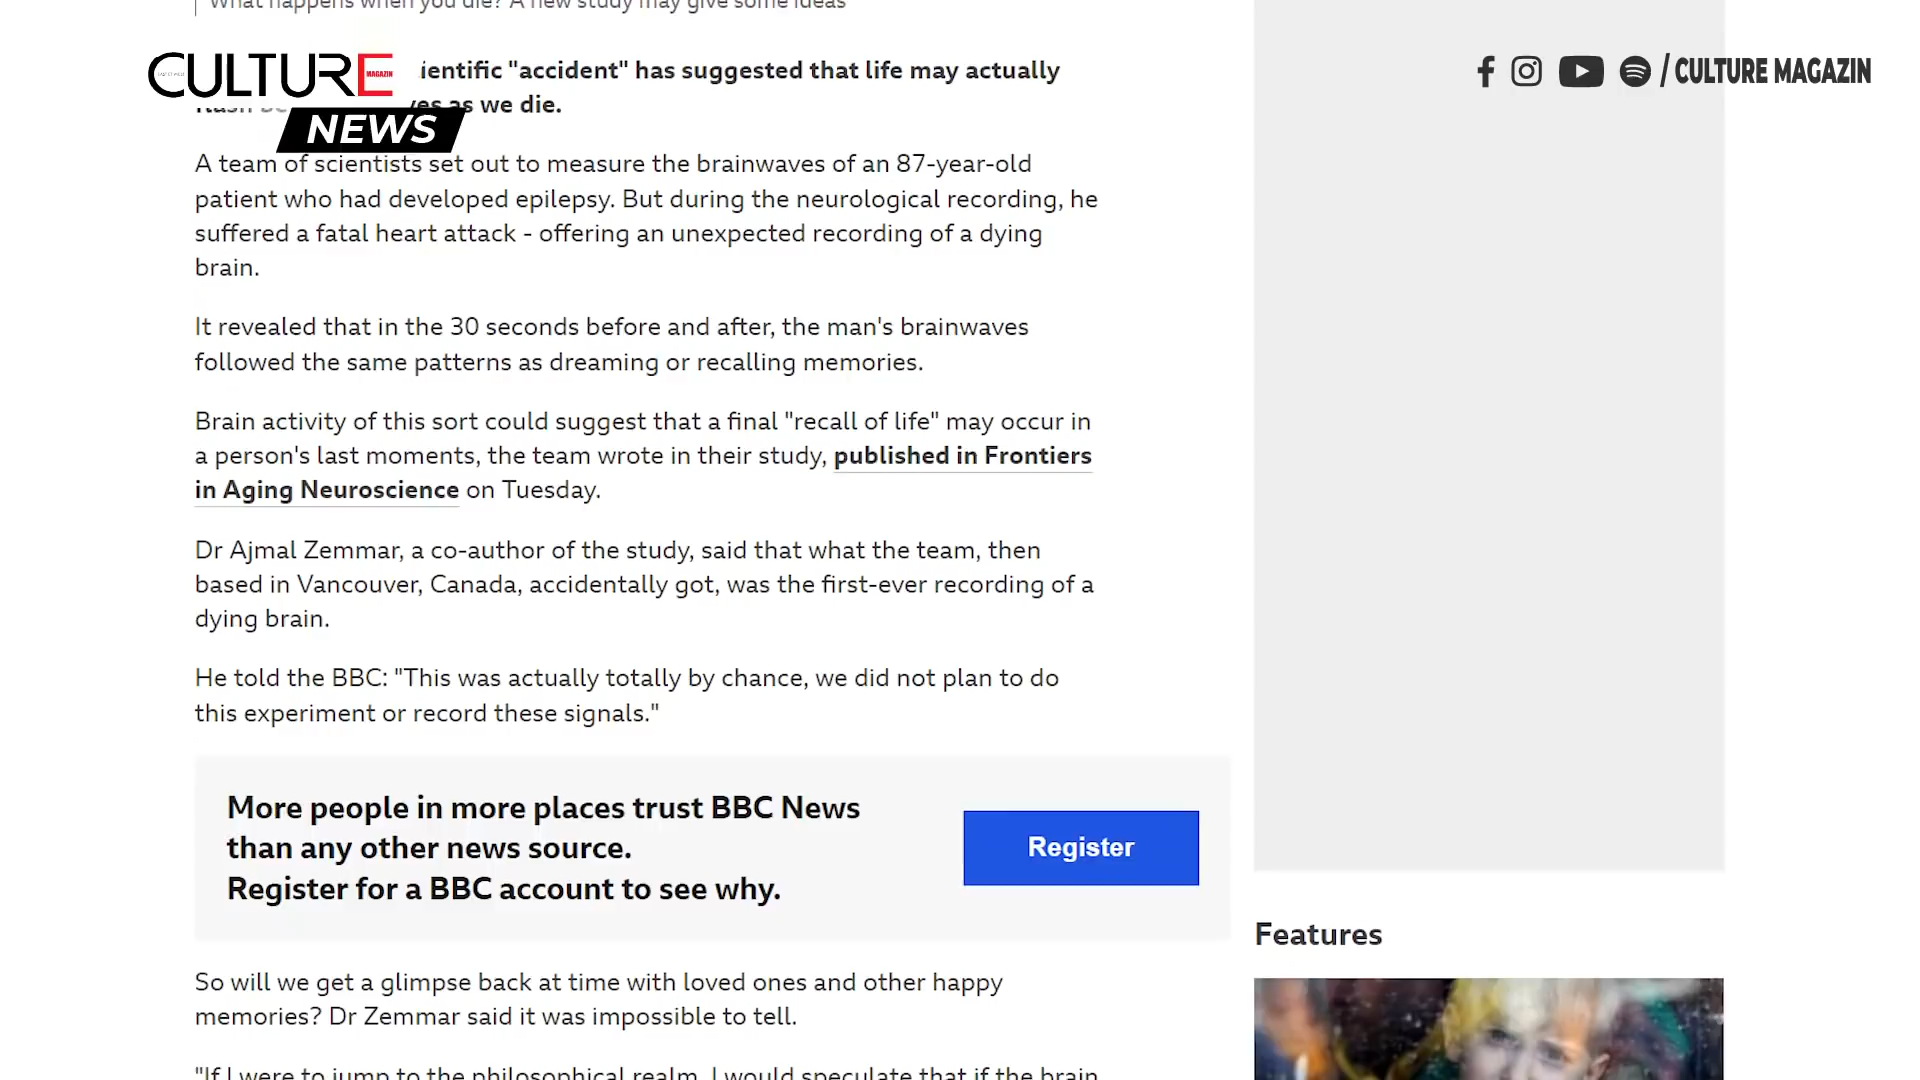 What happens when you die? A new study may give some ideas
CULTURE
MAGAZIN
NEWS
/ CULTURE MAGAZIN
"accident" has suggested that life may actually
as we die.
A team of scientists set out to measure the brainwaves of an 87-year-old
patient who had developed epilepsy. But during the neurological recording, he
suffered a fatal heart attack - offering an unexpected recording of a dying
brain.
It revealed that in the 30 seconds before and after, the man's brainwaves
followed the same patterns as dreaming or recalling memories.
Brain activity of this sort could suggest that a final "recall of life" may occur in
a person's last moments, the team wrote in their study, published in Frontiers
in Aging Neuroscience on Tuesday.
Dr Ajmal Zemmar, a co-author of the study, said that what the team, then
based in Vancouver, Canada, accidentally got, was the first-ever recording of a
dying brain.
He told the BBC: "This was actually totally by chance, we did not plan to do
this experiment or record these signals."
More people in more places trust BBC News
than any other news source.
Register for a BBC account to see why.
Register
So will we get a glimpse back at time with loved ones and other happy
memories? Dr Zemmar said it was impossible to tell.
"If I were to jump to the philosophical realm, I would speculate that if the brain
Features